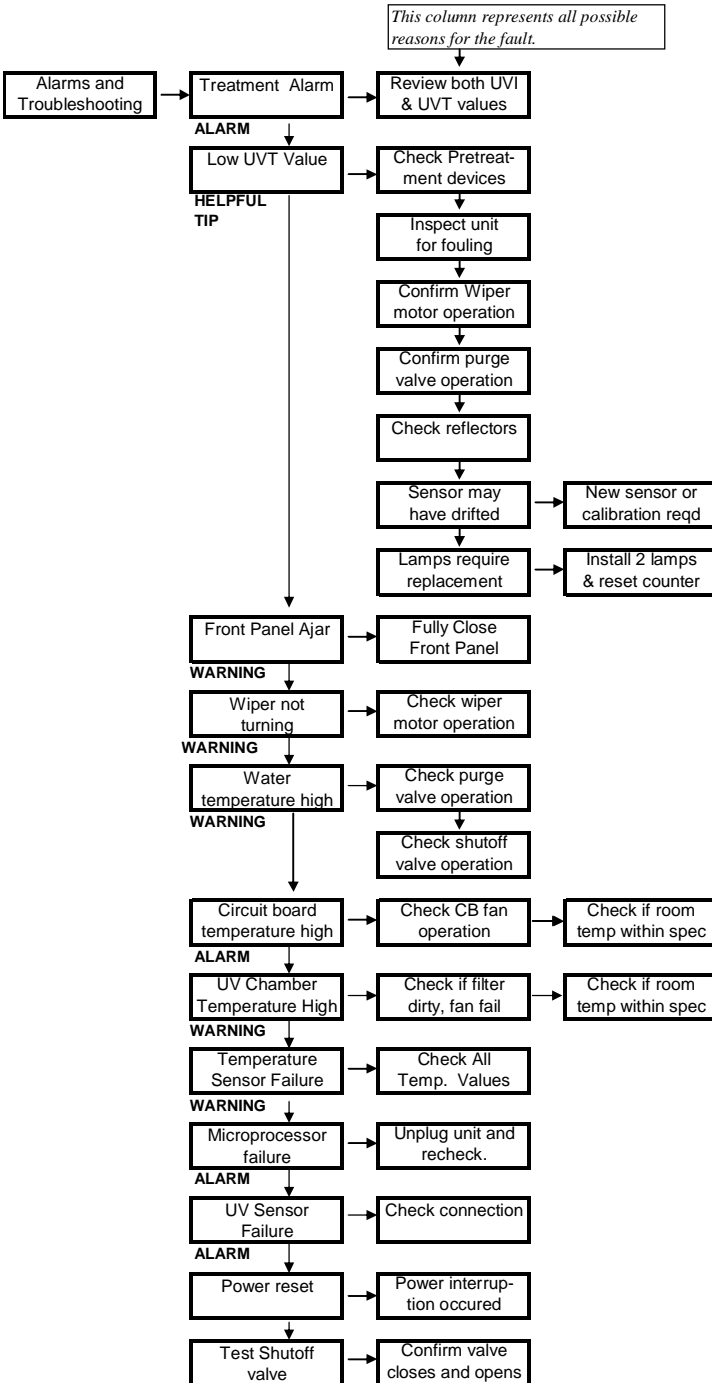 This column represents all possible
reasons for the fault.
Alarms and
Troubleshooting
Treatment Alarm
Review both UVI
& UVT values
ALARM
Low UVT Value
Check Pretreat-
ment devices
HELPFUL
TIP
Inspect unit
for fouling
Confirm Wiper
motor operation
Confirm purge
valve operation
Check reflectors
Sensor may
have drifted
New sensor or
calibration reqd
Lamps require
replacement
Install 2 lamps
& reset counter
Front Panel Ajar
Fully Close
Front Panel
WARNING
Wiper not
turning
Check wiper
motor operation
WARNING
Water
temperature high
Check purge
valve operation
WARNING
Check shutoff
valve operation
Circuit board
temperature high
Check CB fan
operation
Check if room
temp within spec
ALARM
UV Chamber
Temperature High
Check if filter
dirty, fan fail
Check if room
temp within spec
WARNING
Temperature
Sensor Failure
Check All
Temp. Values
WARNING
Microprocessor
failure
Unplug unit and
recheck.
ALARM
UV Sensor
Failure
Check connection
ALARM
Power reset
Power interrup-
tion occured
Test Shutoff
valve
Confirm valve
closes and opens